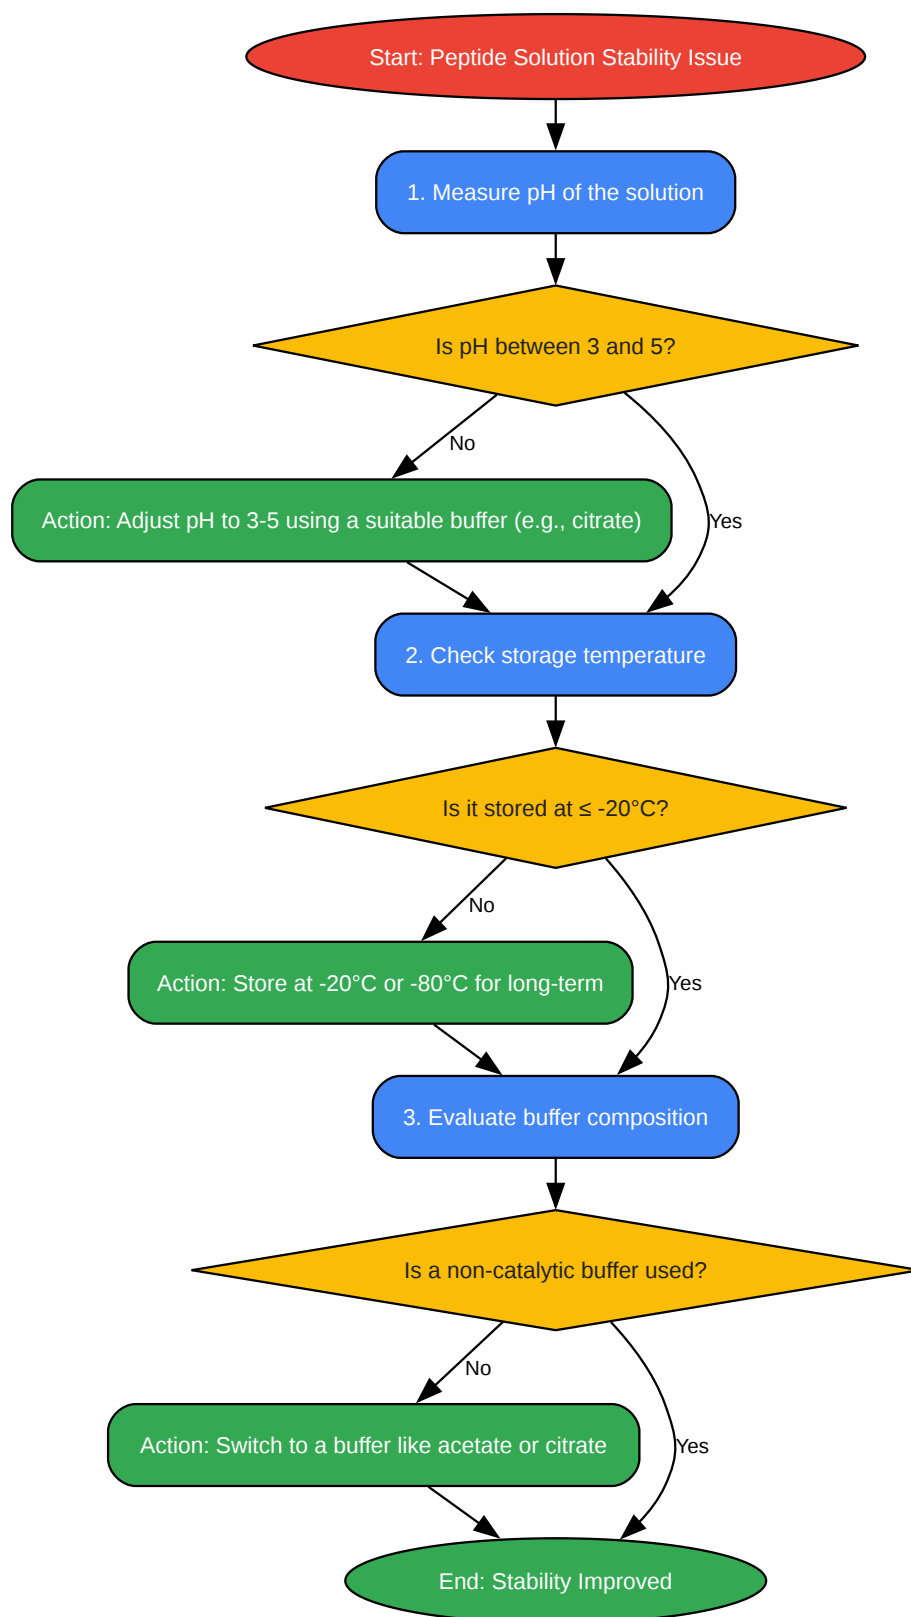 Start: Peptide Solution Stability Issue
1. Measure pH of the solution
Is pH between 3 and 5?
No
Action: Adjust pH to 3-5 using a suitable buffer (e.g., citrate)
Yes
2. Check storage temperature
Is it stored at ≤ -20°C?
No
Action: Store at -20°C or -80°C for long-term
Yes
3. Evaluate buffer composition
Is a non-catalytic buffer used?
No
Action: Switch to a buffer like acetate or citrate
Yes
End: Stability Improved